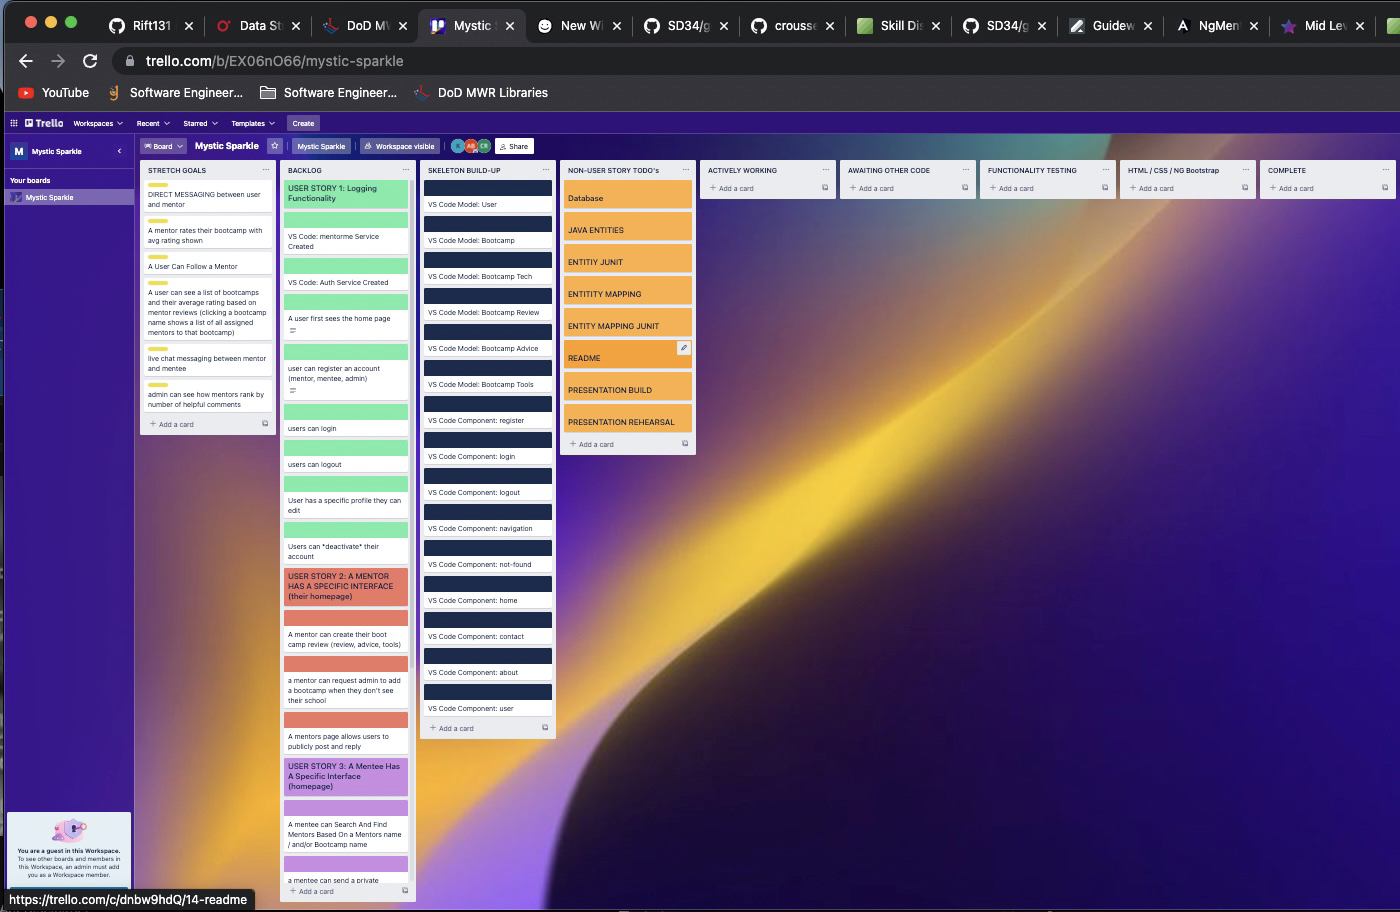 Rift131
Data St
DoD MW
Mystic S
New Wi
SD34/g
crousse
Skill Dis
SD34/g
Guidew
NgMen
Mid Lev
trello.com/b/EX06nO66/mystic-sparkle
YouTube
Software Engineer...
Software Engineer...
DoD MWR Libraries
Trello
Workspaces
Recent
Starred
Templates
Create
M
Mystic Sparkle
Your boards
Mystic Sparkle
Board
Mystic Sparkle
Mystic Sparkle
Workspace visible
K
AB
CR
Share
STRETCH GOALS
DIRECT MESSAGING between user
and mentor
A mentor rates their bootcamp with
avg rating shown
A User Can Follow a Mentor
A user can see a list of bootcamps
and their average rating based on
mentor reviews (clicking a bootcamp
name shows a list of all assigned
mentors to that bootcamp)
live chat messaging between mentor
and mentee
admin can see how mentors rank by
number of helpful comments
+ Add a card
BACKLOG
USER STORY 1: Logging
Functionality
VS Code: mentorme Service
Created
VS Code: Auth Service Created
A user first sees the home page
user can register an account
(mentor, mentee, admin)
users can login
users can logout
User has a specific profile they can
edit
Users can *deactivate* their
account
USER STORY 2: A MENTOR
HAS A SPECIFIC INTERFACE
(their homepage)
A mentor can create their boot
camp review (review, advice, tools)
a mentor can request admin to add
a bootcamp when they don't see
their school
A mentors page allows users to
publicly post and reply
USER STORY 3: A Mentee Has
A Specific Interface
(homepage)
A mentee can Search And Find
Mentors Based On a Mentors name
/ and/or Bootcamp name
a mentee can send a private
+ Add a card
SKELETON BUILD-UP
VS Code Model: User
VS Code Model: Bootcamp
VS Code Model: Bootcamp Tech
VS Code Model: Bootcamp Review
VS Code Model: Bootcamp Advice
VS Code Model: Bootcamp Tools
VS Code Component: register
VS Code Component: login
VS Code Component: logout
VS Code Component: navigation
VS Code Component: not-found
VS Code Component: home
VS Code Component: contact
VS Code Component: about
VS Code Component: user
+ Add a card
NON-USER STORY TODO's
Database
JAVA ENTITIES
ENTITIY JUNIT
ENTITITY MAPPING
ENTITY MAPPING JUNIT
README
PRESENTATION BUILD
PRESENTATION REHEARSAL
+ Add a card
ACTIVELY WORKING
+ Add a card
AWAITING OTHER CODE
+ Add a card
FUNCTIONALITY TESTING
+ Add a card
HTML / CSS / NG Bootstrap
+ Add a card
COMPLETE
+ Add a card
You are a guest in this Workspace.
To see other boards and members in
this Workspace, an admin must add
you as a Workspace member.
https://trello.com/c/dnbw9hdQ/14-readme